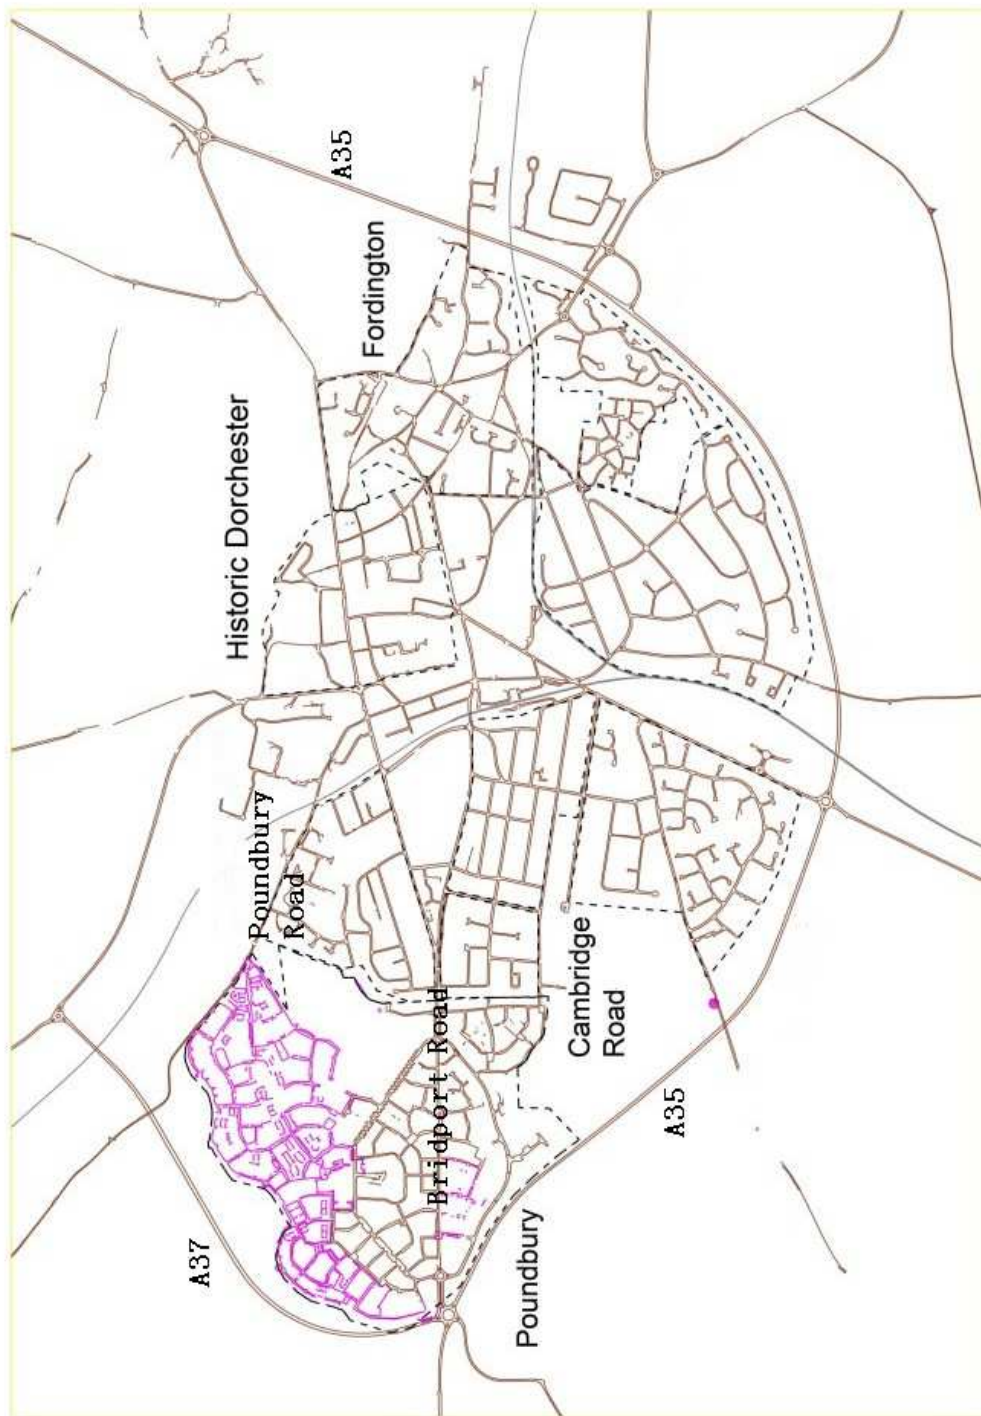 A35
Fordington
Historic Dorchester
Poundbury
Road
Bridport Road
Cambridge
Road
A35
A37
Poundbury